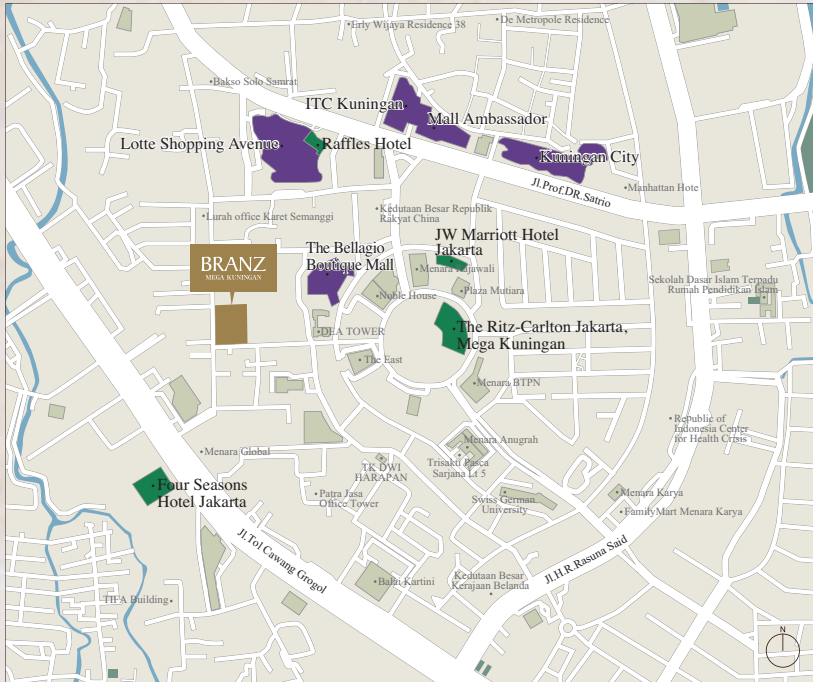 Erly Wijaya Residence 38
De Metropole Residence
Bakso Solo Samrat
ITC Kuningan
Mall Ambassador
Lotte Shopping Avenue
Raffles Hotel
Kuningan City
Jl.Prof.DR.Satrio
Manhattan Hote
Lurah office Karet Semanggi
Kedutaan Besar Republik
Rakyat China
JW Marriott Hotel
Jakarta
The Bellagio
Boutique Mall
Menara Rajawali
BRANZ
MEGA KUNINGAN
Noble House
Plaza Mutiara
Sekolah Dasar Islam Terpadu
Rumah Pendidikan Islam
DEA TOWER
The Ritz-Carlton Jakarta,
Mega Kuningan
The East
Menara BTPN
Republic of
Indonesia Center
for Health Crisis
Menara Anugrah
Menara Global
Trisakti Pasca
Sarjana Lt 5
TK DWI
HARAPAN
Four Seasons
Hotel Jakarta
Patra Jasa
Office Tower
Swiss German
University
Menara Karya
FamilyMart Menara Karya
Jl.Tol Cawang Grogol
Jl.H.R.Rasuna Said
Balai Kartini
Kedutaan Besar
Kerajaan Belanda
TIFA Building
N